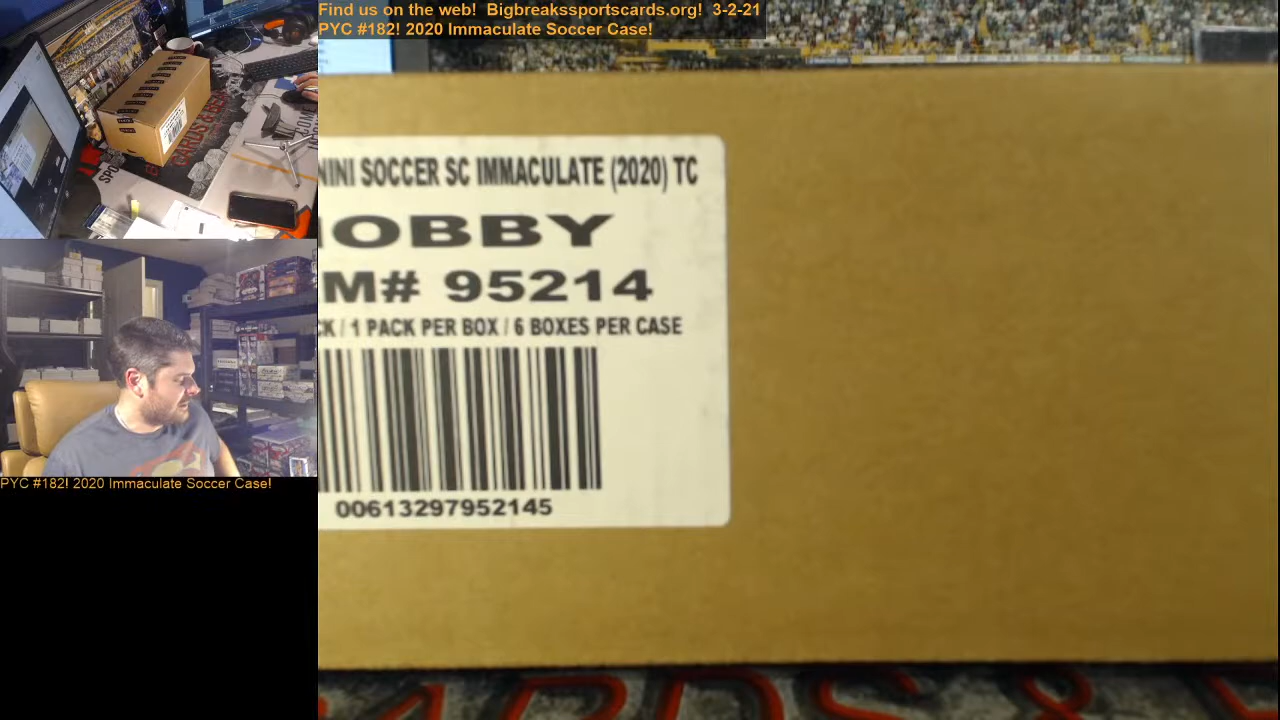 Find us on the web! Bigbreakssportscards.org! 3-2-21
PYC #182! 2020 Immaculate Soccer Case!
NINI SOCCER SC IMMACULATE (2020) TC
OBBY
M# 95214
CK / 1 PACK PER BOX / 6 BOXES PER CASE
00613297952145
PYC #182! 2020 Immaculate Soccer Case!
CARDS &